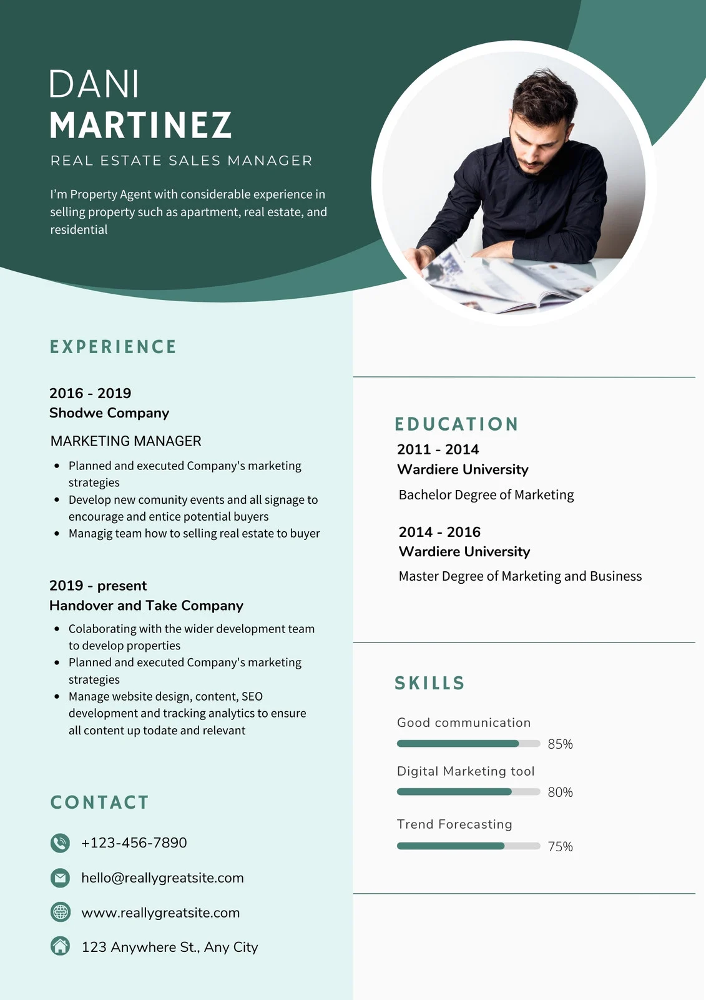 DANI
MARTINEZ
REAL ESTATE SALES MANAGER
I'm Property Agent with considerable experience in
selling property such as apartment, real estate, and
residential
EXPERIENCE
2016 - 2019
Shodwe Company
MARKETING MANAGER
• Planned and executed Company's marketing
strategies
• Develop new comunity events and all signage to
encourage and entice potential buyers
• Managig team how to selling real estate to buyer
2019 - present
Handover and Take Company
• Colaborating with the wider development team
to develop properties
• Planned and executed Company's marketing
strategies
• Manage website design, content, SEO
development and tracking analytics to ensure
all content up todate and relevant
CONTACT
+123-456-7890
hello@reallygreatsite.com
www.reallygreatsite.com
123 Anywhere St., Any City
EDUCATION
2011 - 2014
Wardiere University
Bachelor Degree of Marketing
2014 - 2016
Wardiere University
Master Degree of Marketing and Business
SKILLS
Good communication
85%
Digital Marketing tool
80%
Trend Forecasting
75%